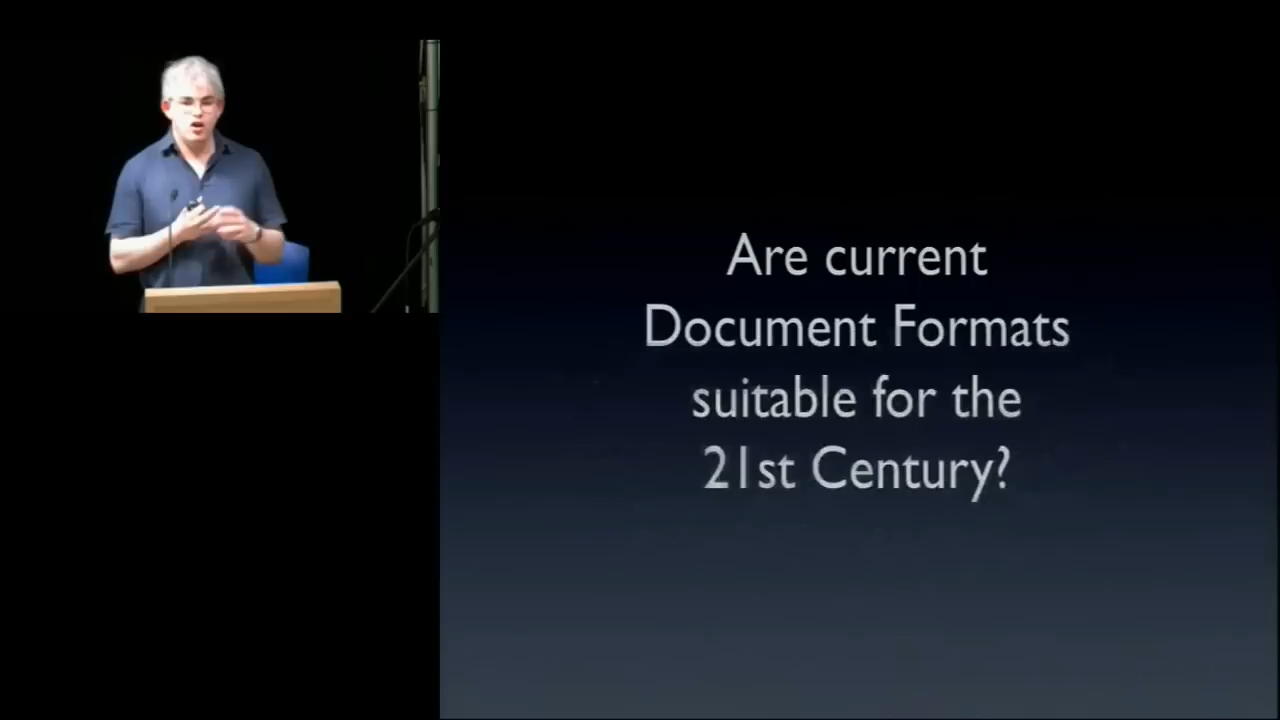 Are current
Document Formats
suitable for the
21st Century?